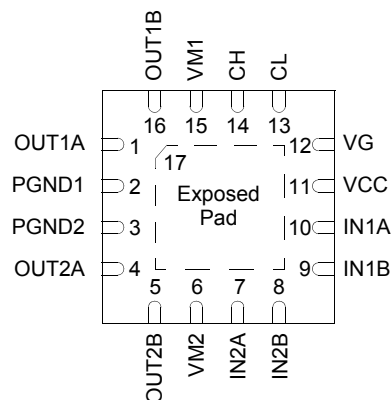 OUT1B
VM1
CH
CL
16
15
14
13
OUT1A
1
17
12
VG
PGND1
2
Exposed
Pad
11
VCC
PGND2
3
10
IN1A
OUT2A
4
9
IN1B
5
6
7
8
OUT2B
VM2
IN2A
IN2B